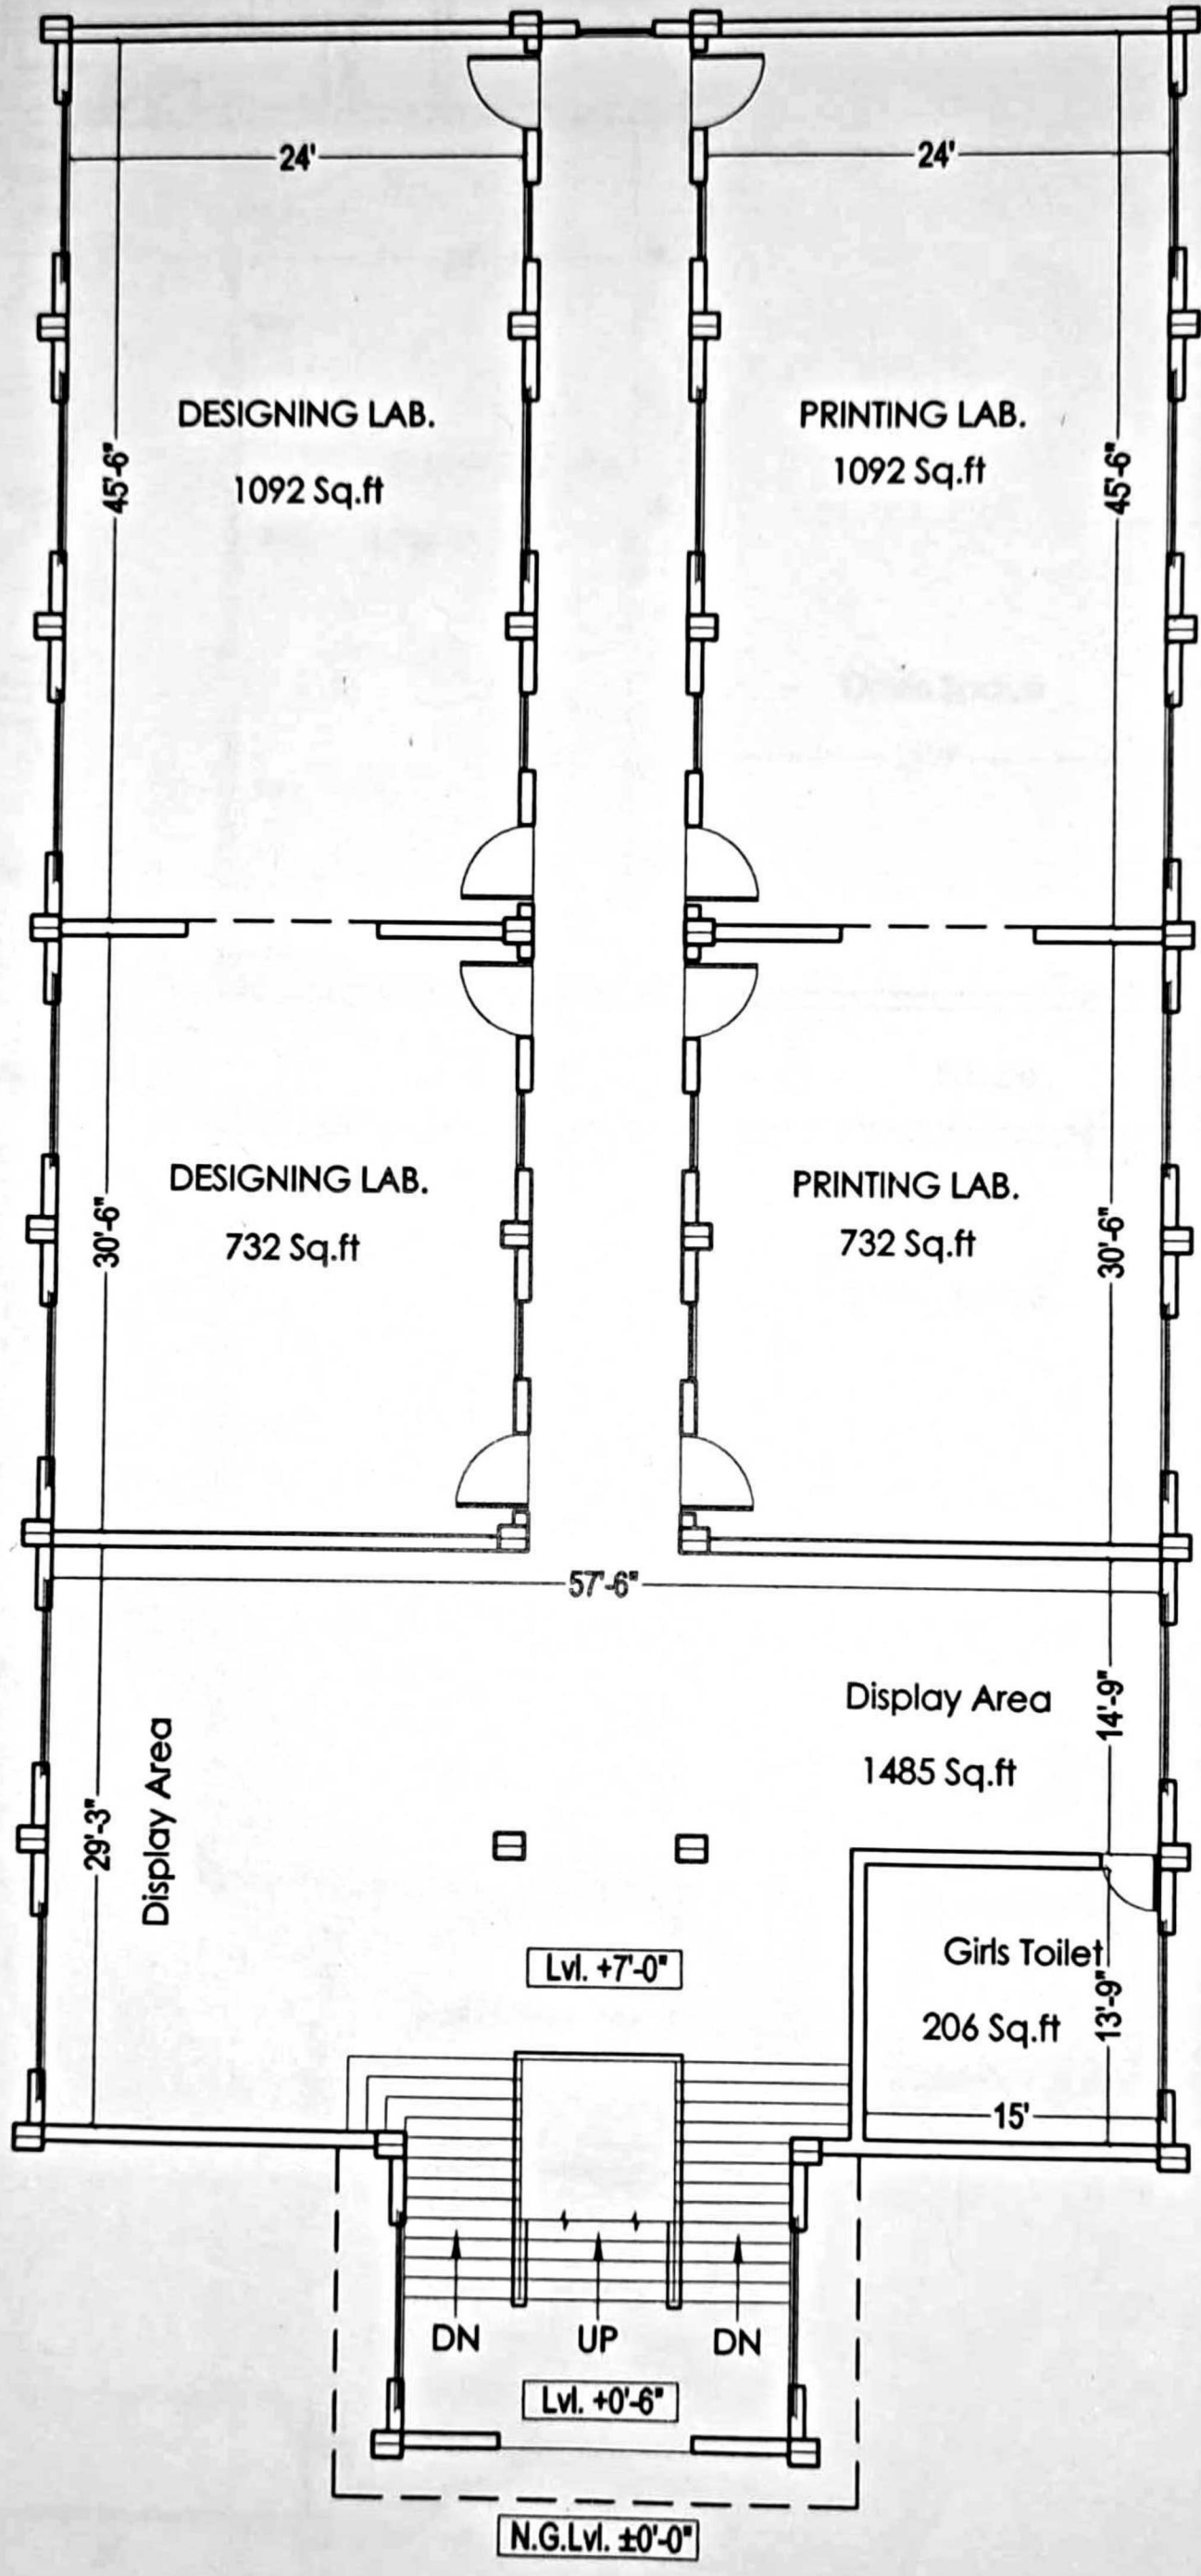 24'
24'
DESIGNING LAB.
1092 Sq.ft
PRINTING LAB.
1092 Sq.ft
45'-6"
45'-6"
DESIGNING LAB.
732 Sq.ft
PRINTING LAB.
732 Sq.ft
30'-6"
30'-6"
57'-6"
Display Area
1485 Sq.ft
14'-9"
Display Area
29'-3"
Lvl. +7'-0"
Girls Toilet
206 Sq.ft
13'-9"
15'
DN
UP
DN
Lvl. +0'-6"
N.G.Lvl. ±0'-0"